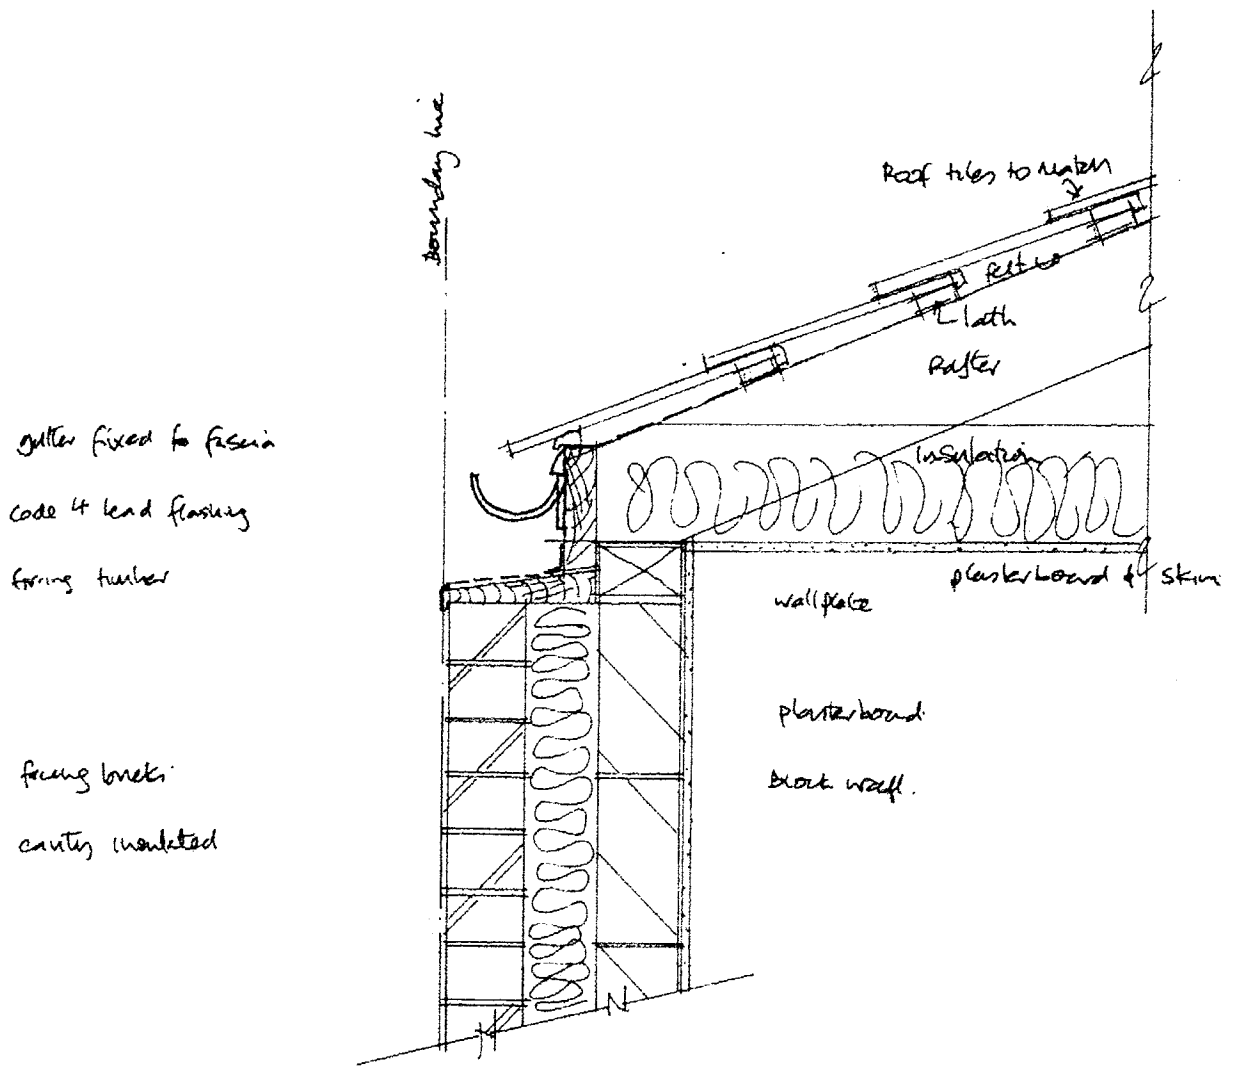 Boundary line
Roof tiles to match
felt
lath
Rafter
gutter fixed to fascia
insulation
code 4 lead flashing
firring timber
plasterboard & skim
wallplate
plasterboard
facing bricks
Block wall.
cavity insulated